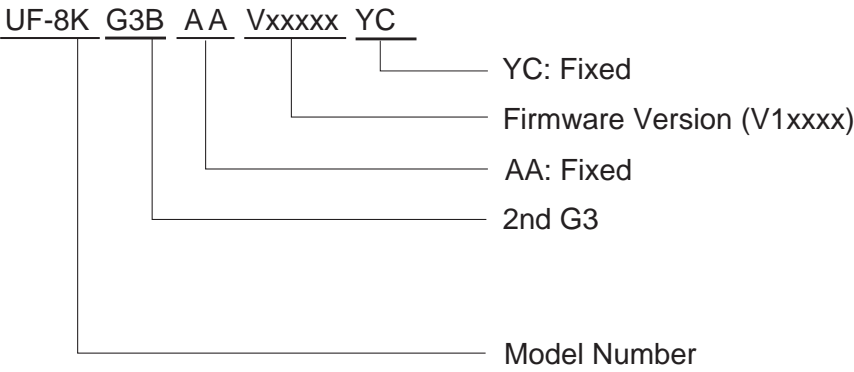 UF-8K G3B AA Vxxxxx YC
YC: Fixed
Firmware Version (V1xxxx)
AA: Fixed
2nd G3
Model Number